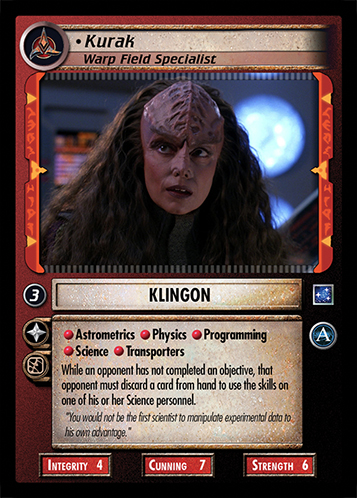 • Kurak
Warp Field Specialist
3
KLINGON
A
• Astrometrics • Physics • Programming
• Science • Transporters
While an opponent has not completed an objective, that
opponent must discard a card from hand to use the skills on
one of his or her Science personnel.
"You would not be the first scientist to manipulate experimental data to
his own advantage."
INTEGRITY 4 CUNNING 7 STRENGTH 6